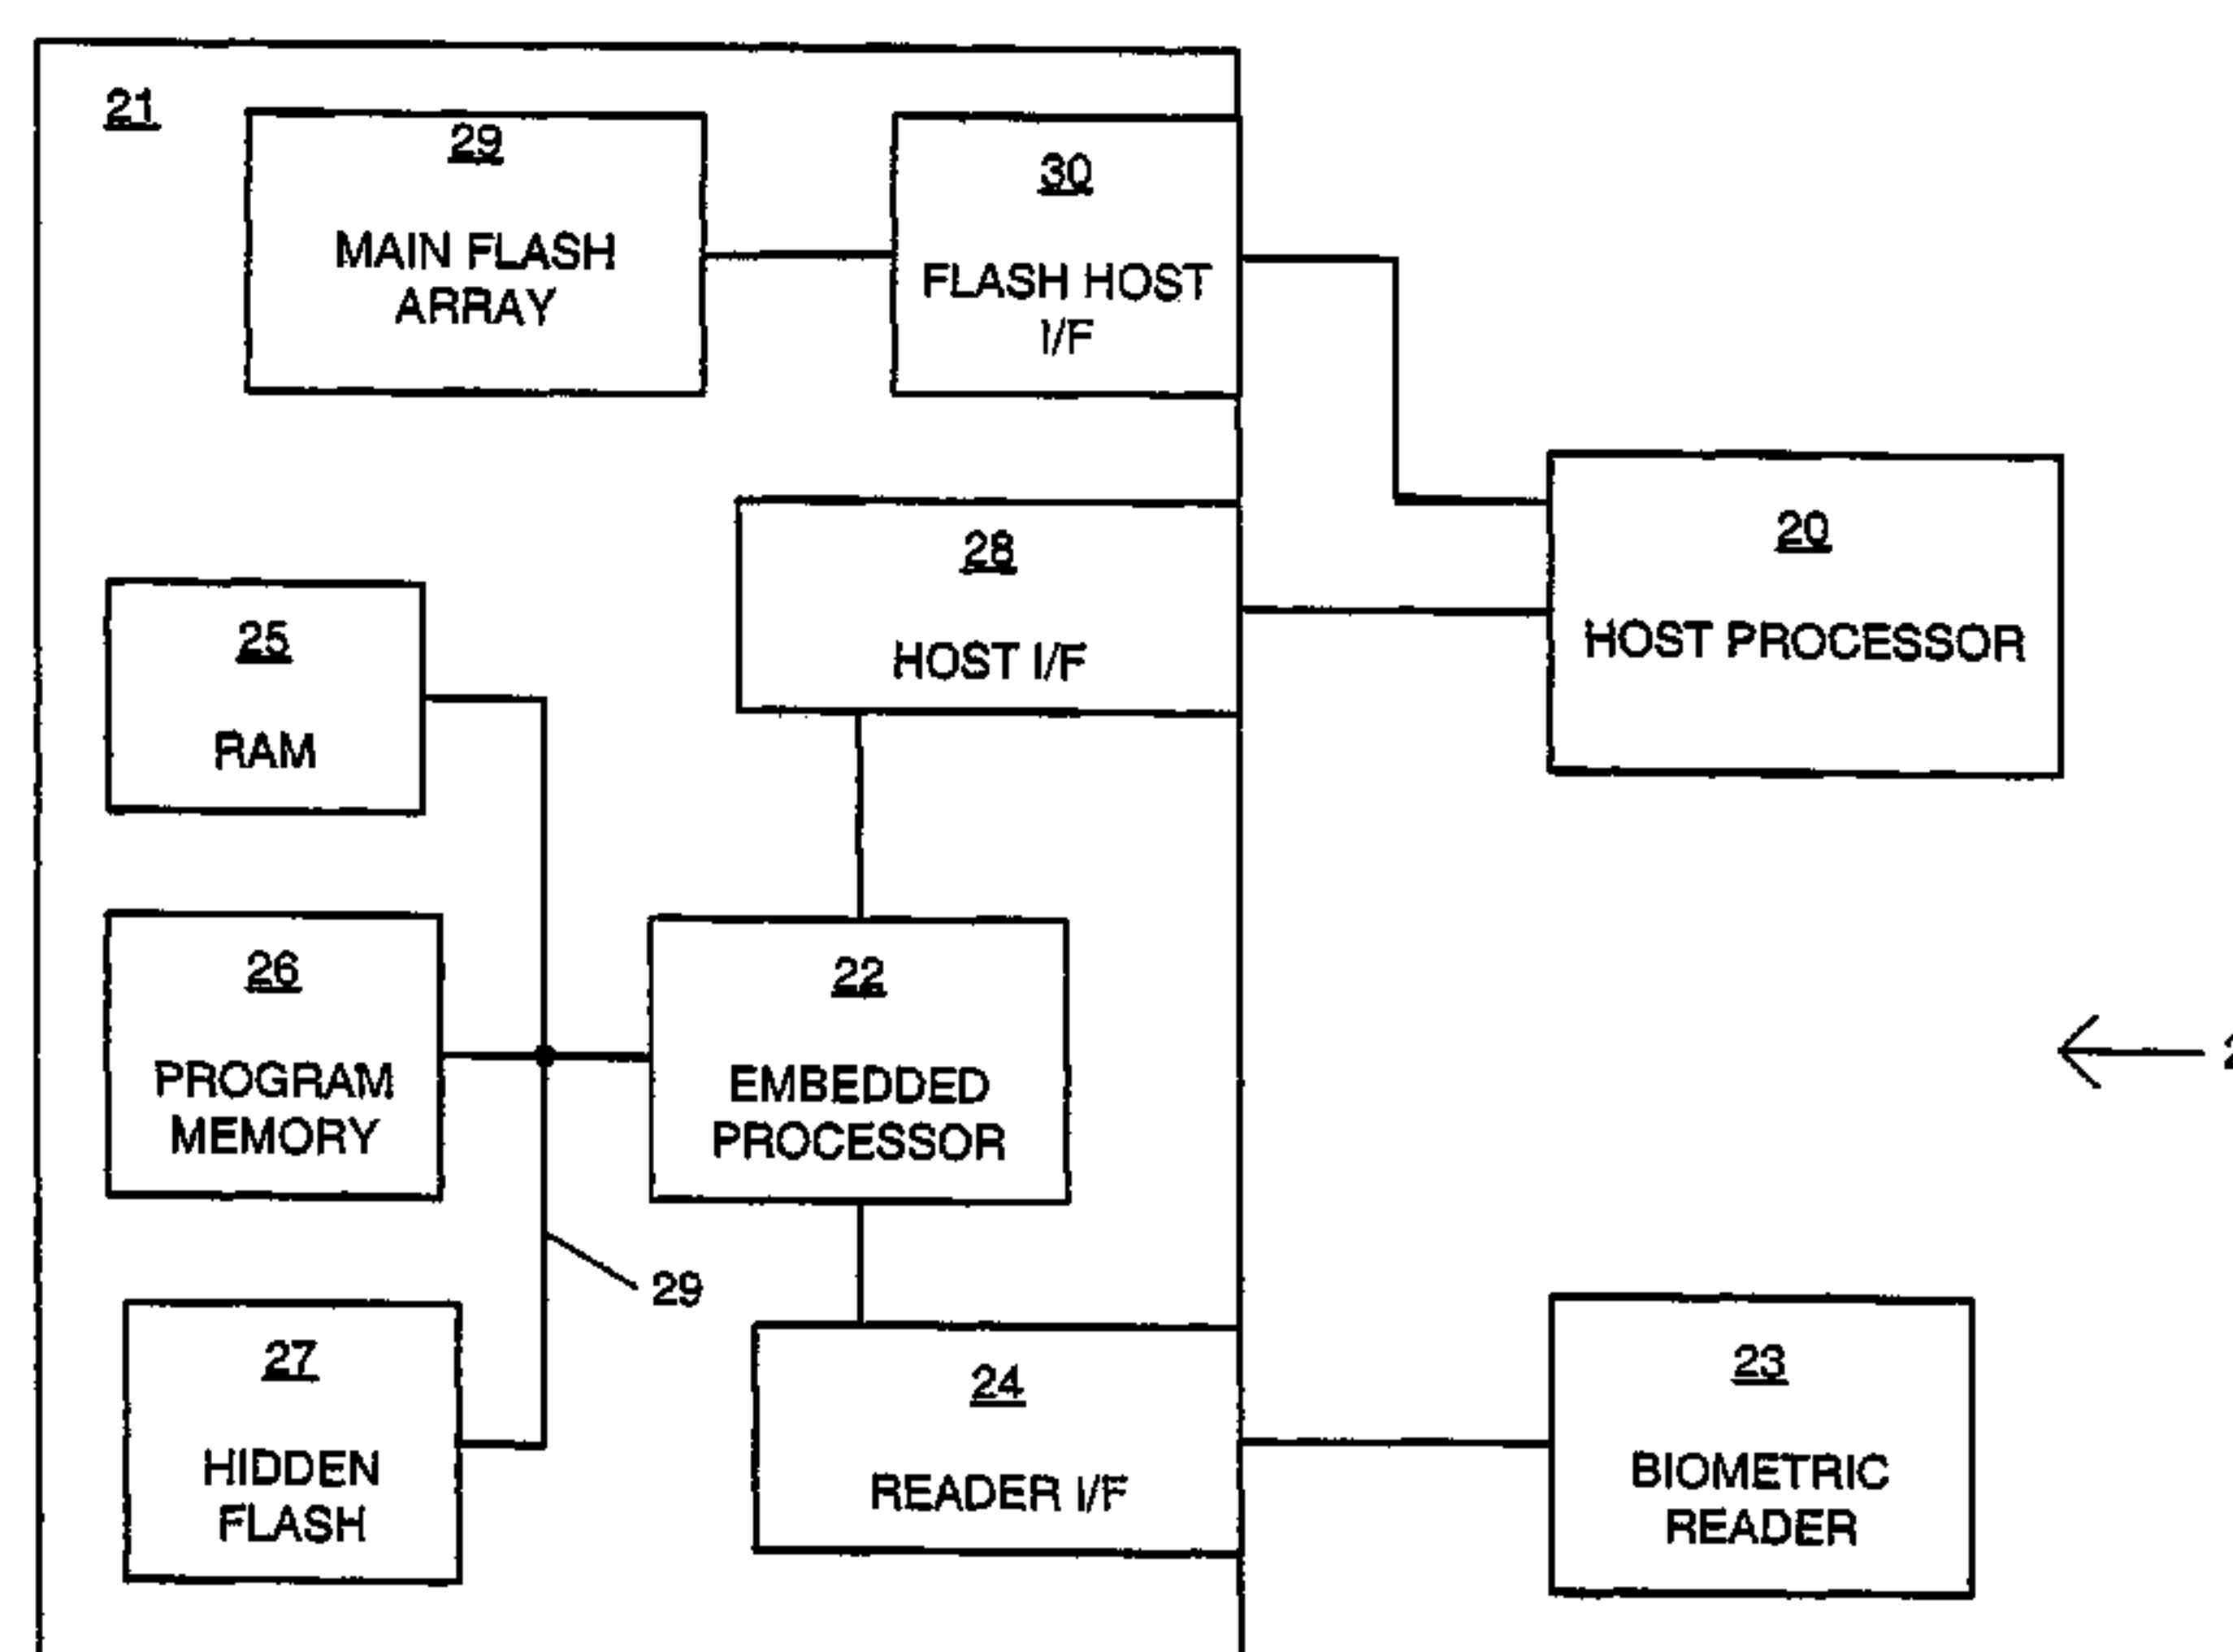 21
29
MAIN FLASH
ARRAY
30
FLASH HOST
I/F
20
HOST PROCESSOR
28
HOST I/F
25
RAM
26
PROGRAM
MEMORY
22
EMBEDDED
PROCESSOR
29
27
HIDDEN
FLASH
24
READER I/F
23
BIOMETRIC
READER